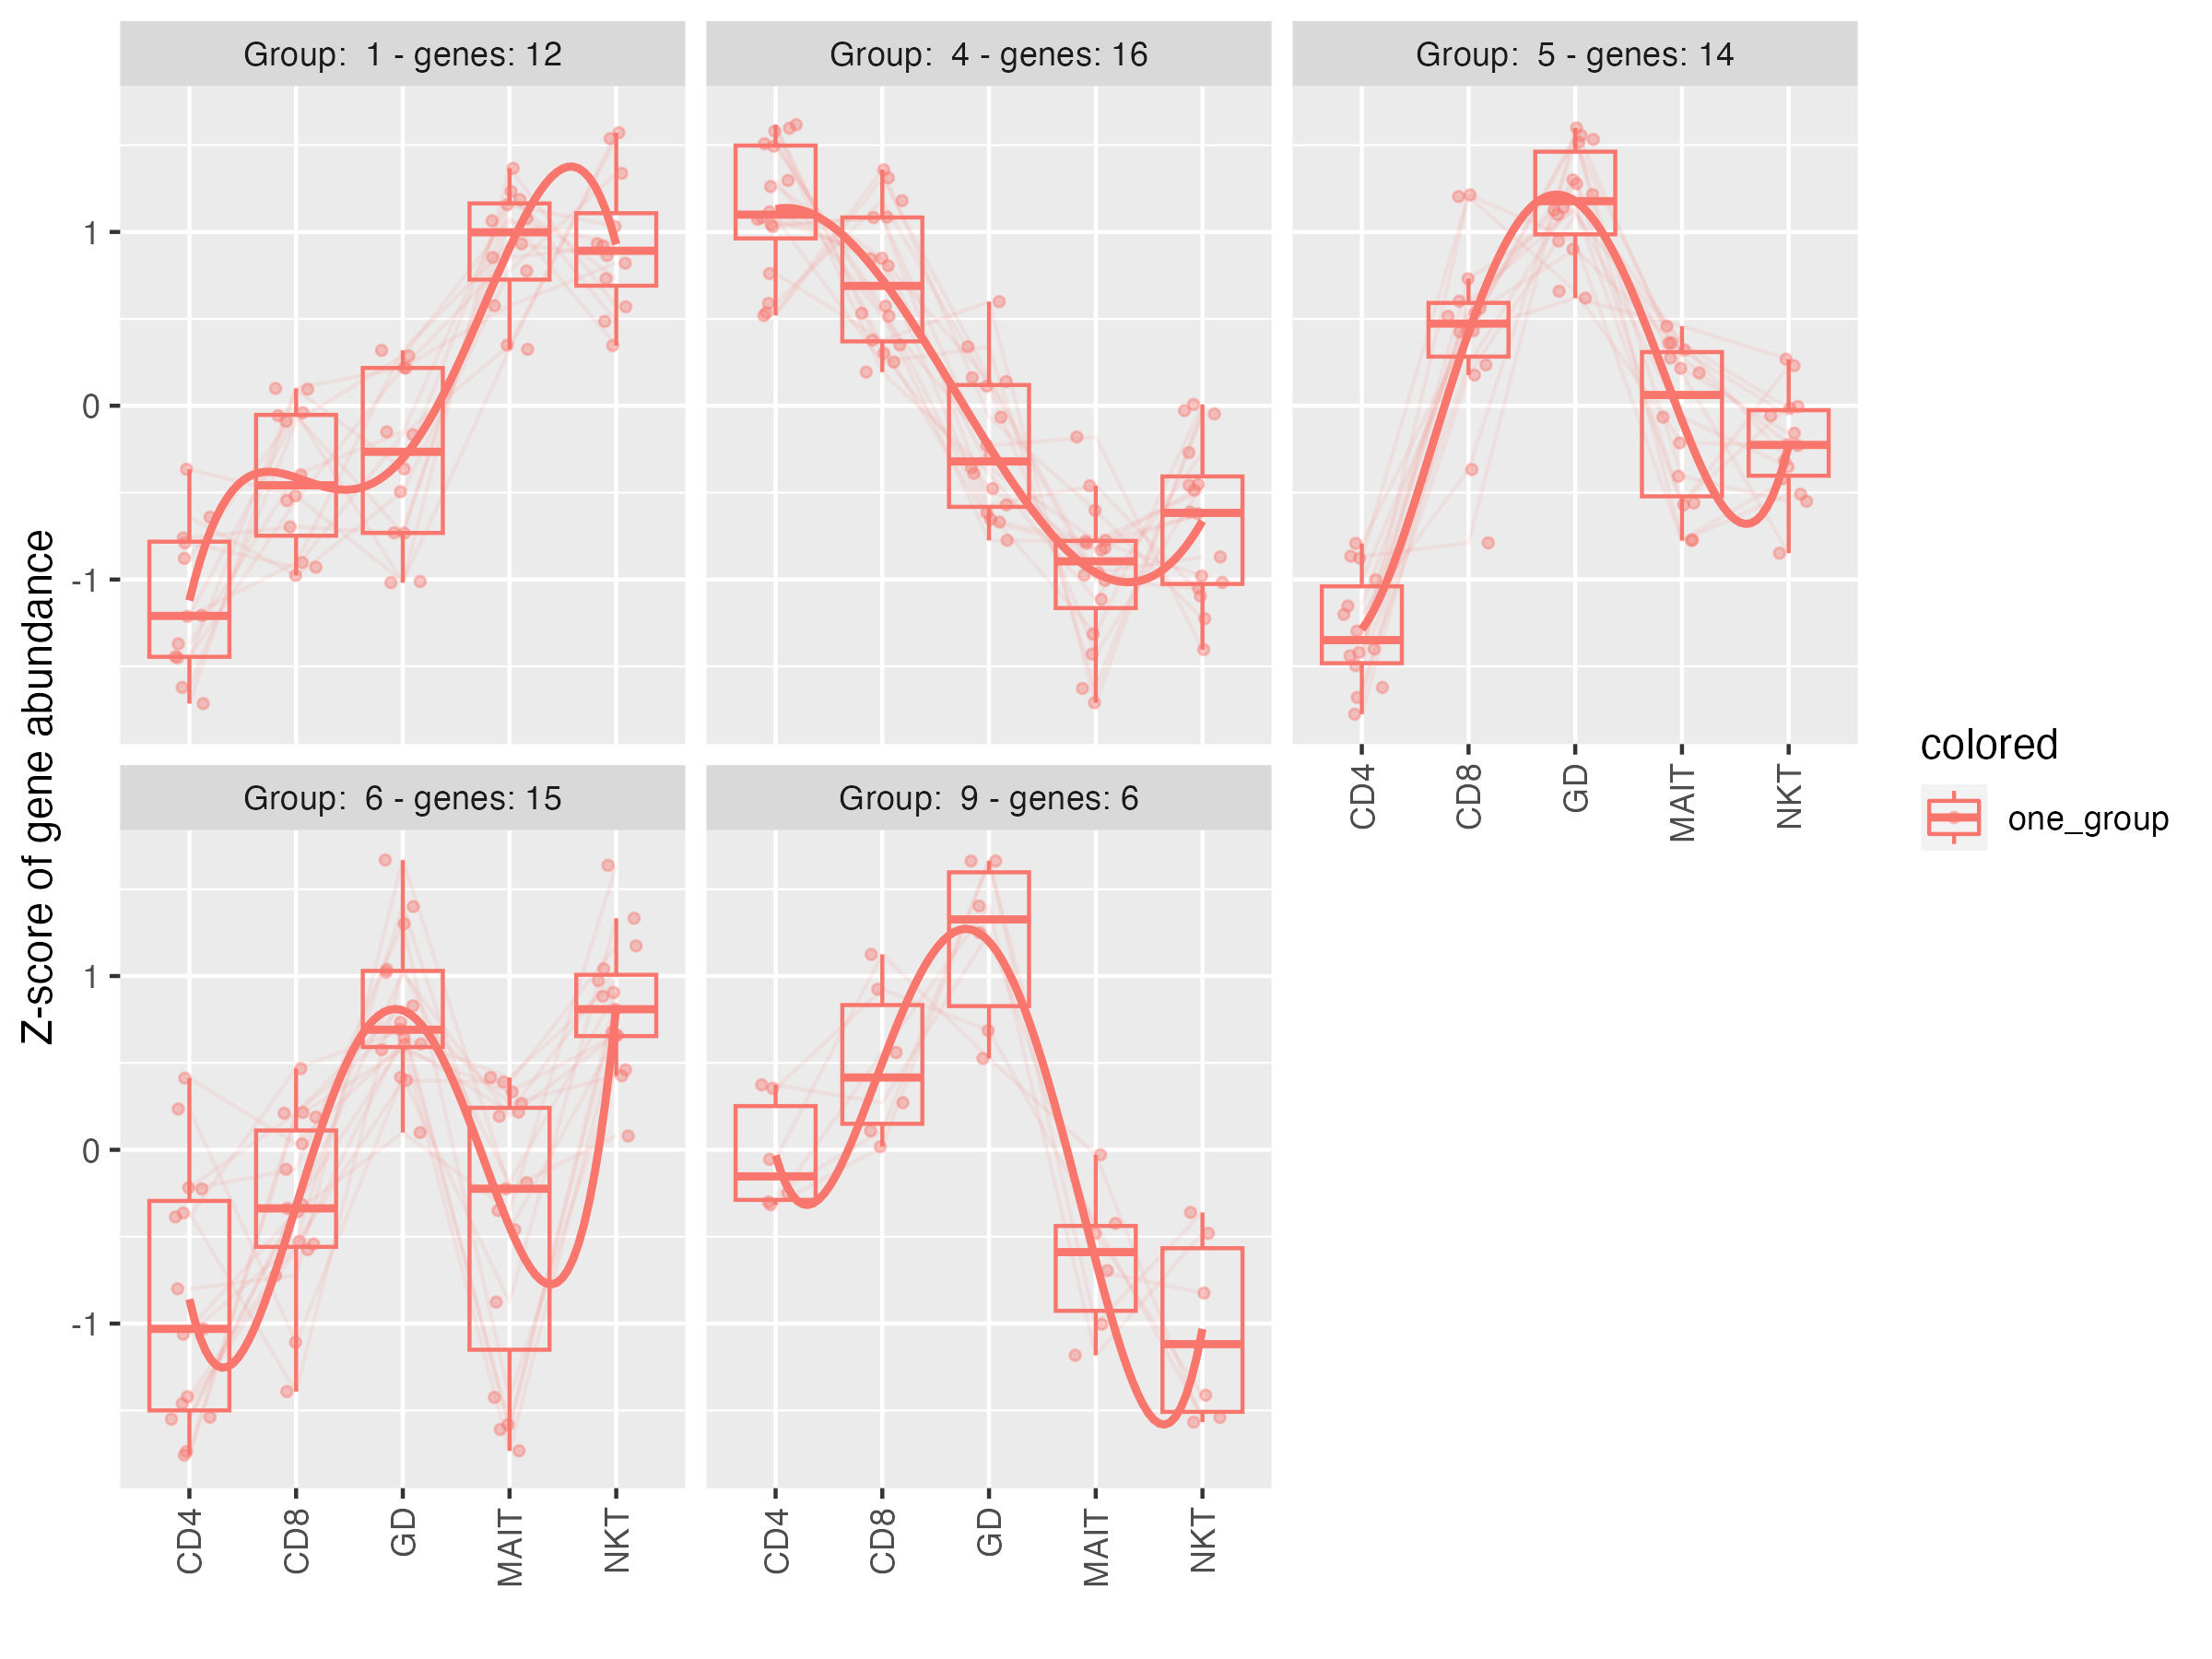 Group:  1 - genes: 12
Group:  4 - genes: 16
Group:  5 - genes: 14
Z-score of gene abundance
1
0
-1
CD4
CD8
GD
MAIT
NKT
colored
one_group
Group:  6 - genes: 15
Group:  9 - genes: 6
1
0
-1
CD4
CD8
GD
MAIT
NKT
CD4
CD8
GD
MAIT
NKT